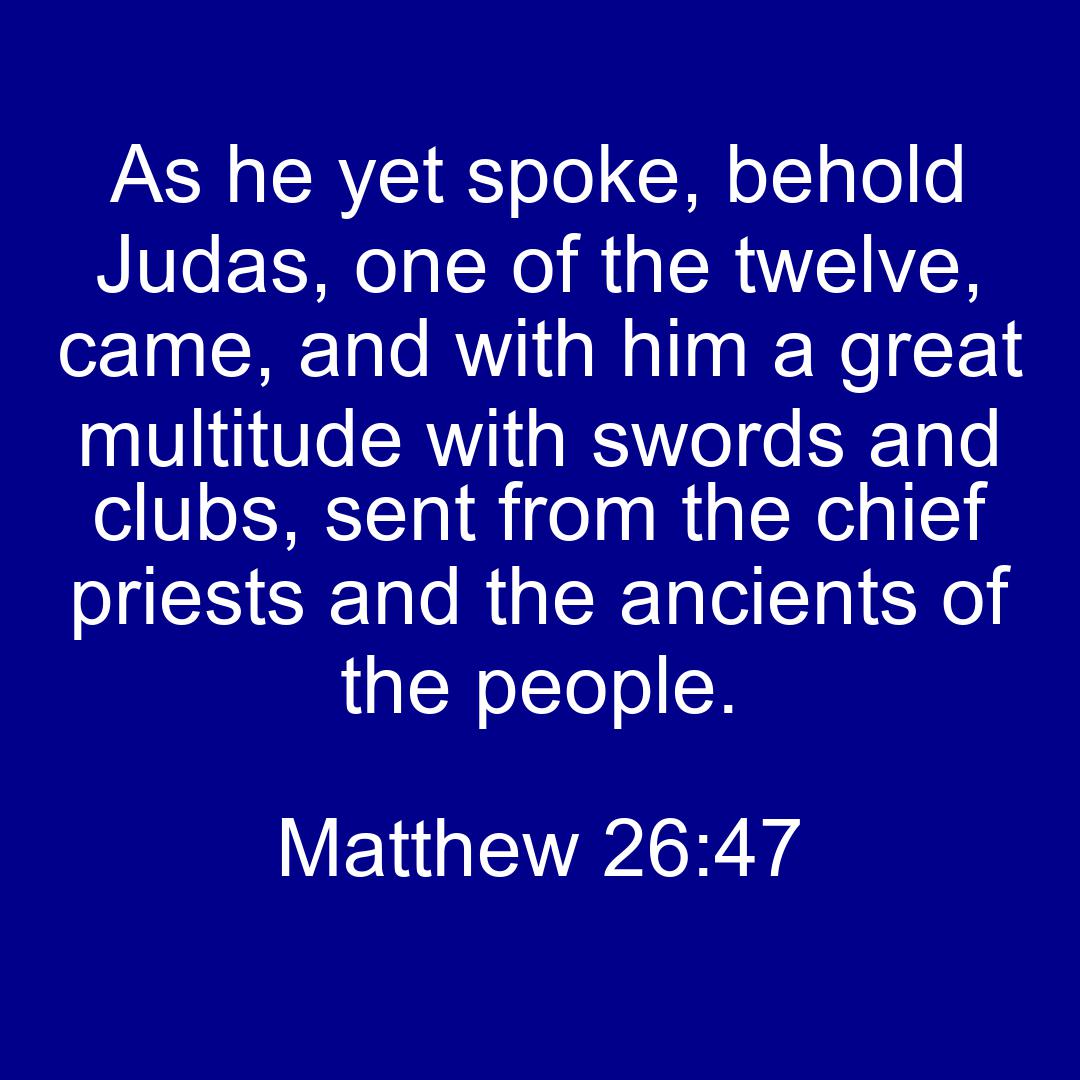 As he yet spoke, behold
Judas, one of the twelve,
came, and with him a great
multitude with swords and
clubs, sent from the chief
priests and the ancients of
the people.
Matthew 26:47